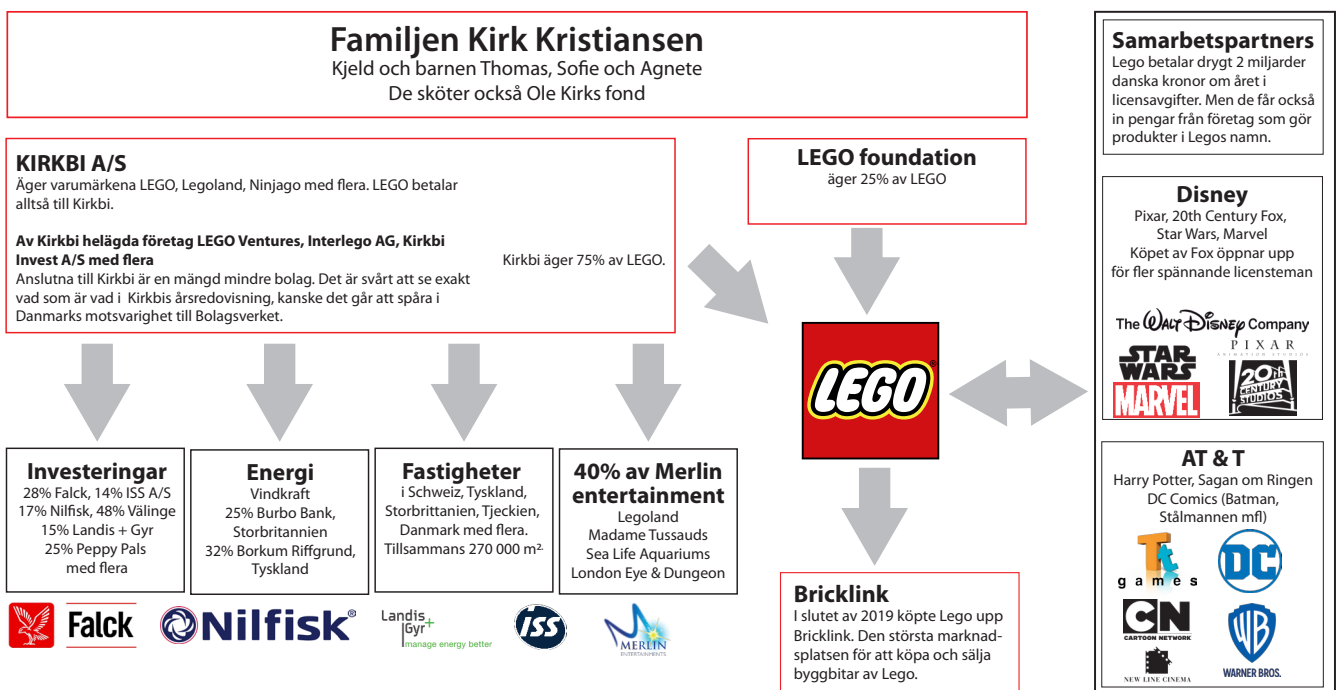 Familjen Kirk Kristiansen
Kjeld och barnen Thomas, Sofie och Agnete
De sköter också Ole Kirks fond
KIRKBI A/S
Äger varumärkena LEGO, Legoland, Ninjago med flera. LEGO betalar
alltså till Kirkbi.
Av Kirkbi helägda företag LEGO Ventures, Interlego AG, Kirkbi
Invest A/S med flera
Anslutna till Kirkbi är en mängd mindre bolag. Det är svårt att se exakt
vad som är vad i Kirkbis årsredovisning, kanske det går att spåra i
Danmarks motsvarighet till Bolagsverket.
Kirkbi äger 75% av LEGO.
LEGO foundation
äger 25% av LEGO
LEGO®
Investeringar
28% Falck, 14% ISS A/S
17% Nilfisk, 48% Välinge
15% Landis + Gyr
25% Peppy Pals
med flera
Energi
Vindkraft
25% Burbo Bank,
Storbritannien
32% Borkum Riffgrund,
Tyskland
Fastigheter
i Schweiz, Tyskland,
Storbrittanien, Tjeckien,
Danmark med flera.
Tillsammans 270 000 m².
40% av Merlin
entertainment
Legoland
Madame Tussauds
Sea Life Aquariums
London Eye & Dungeon
Falck
Nilfisk®
Landis
|Gyr+
manage energy better
ISS
MERLIN
ENTERTAINMENTS
Bricklink
I slutet av 2019 köpte Lego upp
Bricklink. Den största marknad-
splatsen för att köpa och sälja
byggbitar av Lego.
Samarbetspartners
Lego betalar drygt 2 miljarder
danska kronor om året i
licensavgifter. Men de får också
in pengar från företag som gör
produkter i Legos namn.
Disney
Pixar, 20th Century Fox,
Star Wars, Marvel
Köpet av Fox öppnar upp
för fler spännande licensteman
The WALT DISNEY Company
STAR
WARS
MARVEL
PIXAR
ANIMATION STUDIOS
20th
CENTURY
STUDIOS
AT & T
Harry Potter, Sagan om Ringen
DC Comics (Batman,
Stålmannen mfl)
Tt
games
DC
CN
CARTOON NETWORK
NEW LINE CINEMA
WB
WARNER BROS.